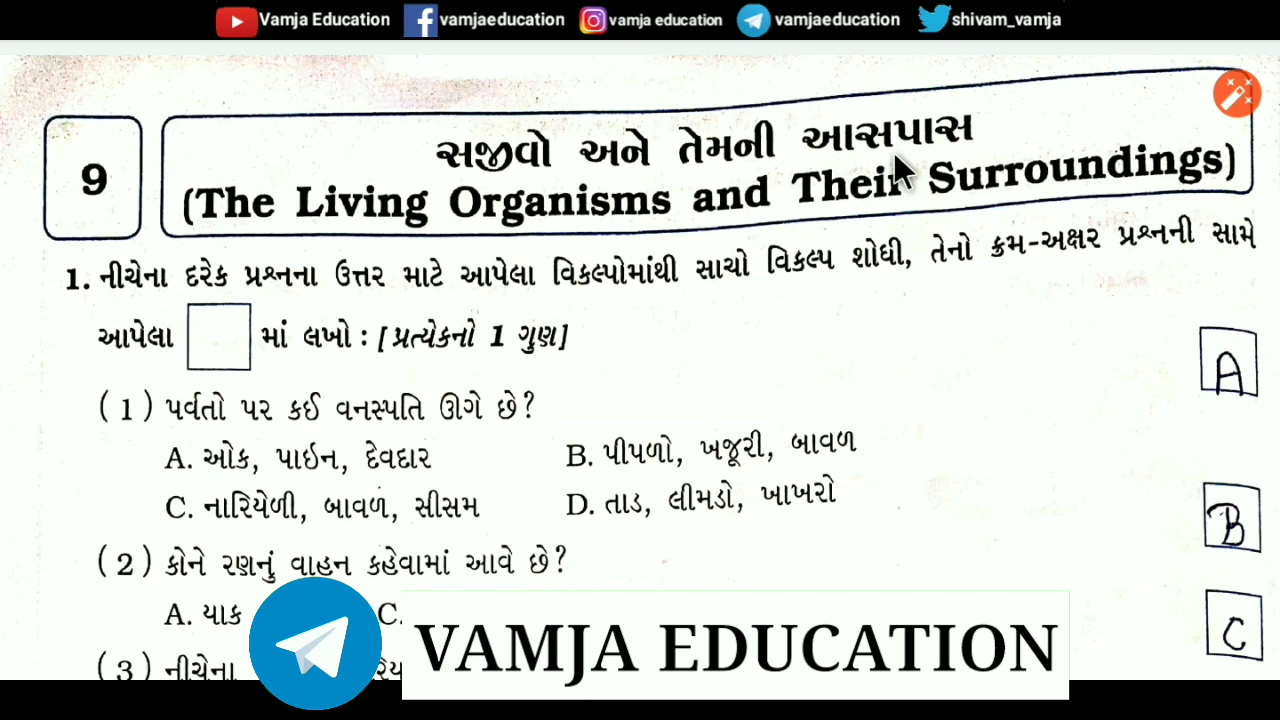 Vamja Education vamjaeducation vamja education vamjaeducation shivam_vamja
9
સજીવો અને તેમની આસપાસ
(The Living Organisms and Their Surroundings)
1. નીચેના દરેક પ્રશ્નના ઉત્તર માટે આપેલા વિકલ્પોમાંથી સાચો વિકલ્પ શોધી, તેનો ક્રમ-અક્ષર પ્રશ્નની સામે
આપેલા માં લખો : [પ્રત્યેકનો 1 ગુણ]
(1) પર્વતો પર કઈ વનસ્પતિ ઊગે છે? A
A. ઓક, પાઇન, દેવદાર B. પીપળો, ખજૂરી, બાવળ
C. નારિયેળી, બાવળ, સીસમ D. તાડ, લીમડો, ખાખરો
(2) કોને રણનું વાહન કહેવામાં આવે છે? B
A. યાક C.
(3) નીચેના C
VAMJA EDUCATION